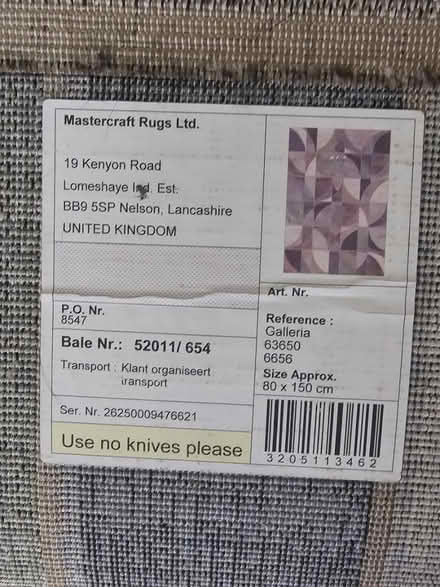 Mastercraft Rugs Ltd.
19 Kenyon Road
Lomeshaye Ind. Est.
BB9 5SP Nelson, Lancashire
UNITED KINGDOM
P.O. Nr.
8547
Bale Nr.: 52011/ 654
Transport : Klant organiseert
transport
Ser. Nr. 26250009476621
Use no knives please
Art. Nr.
Reference :
Galleria
63650
6656
Size Approx.
80 x 150 cm
3205113462